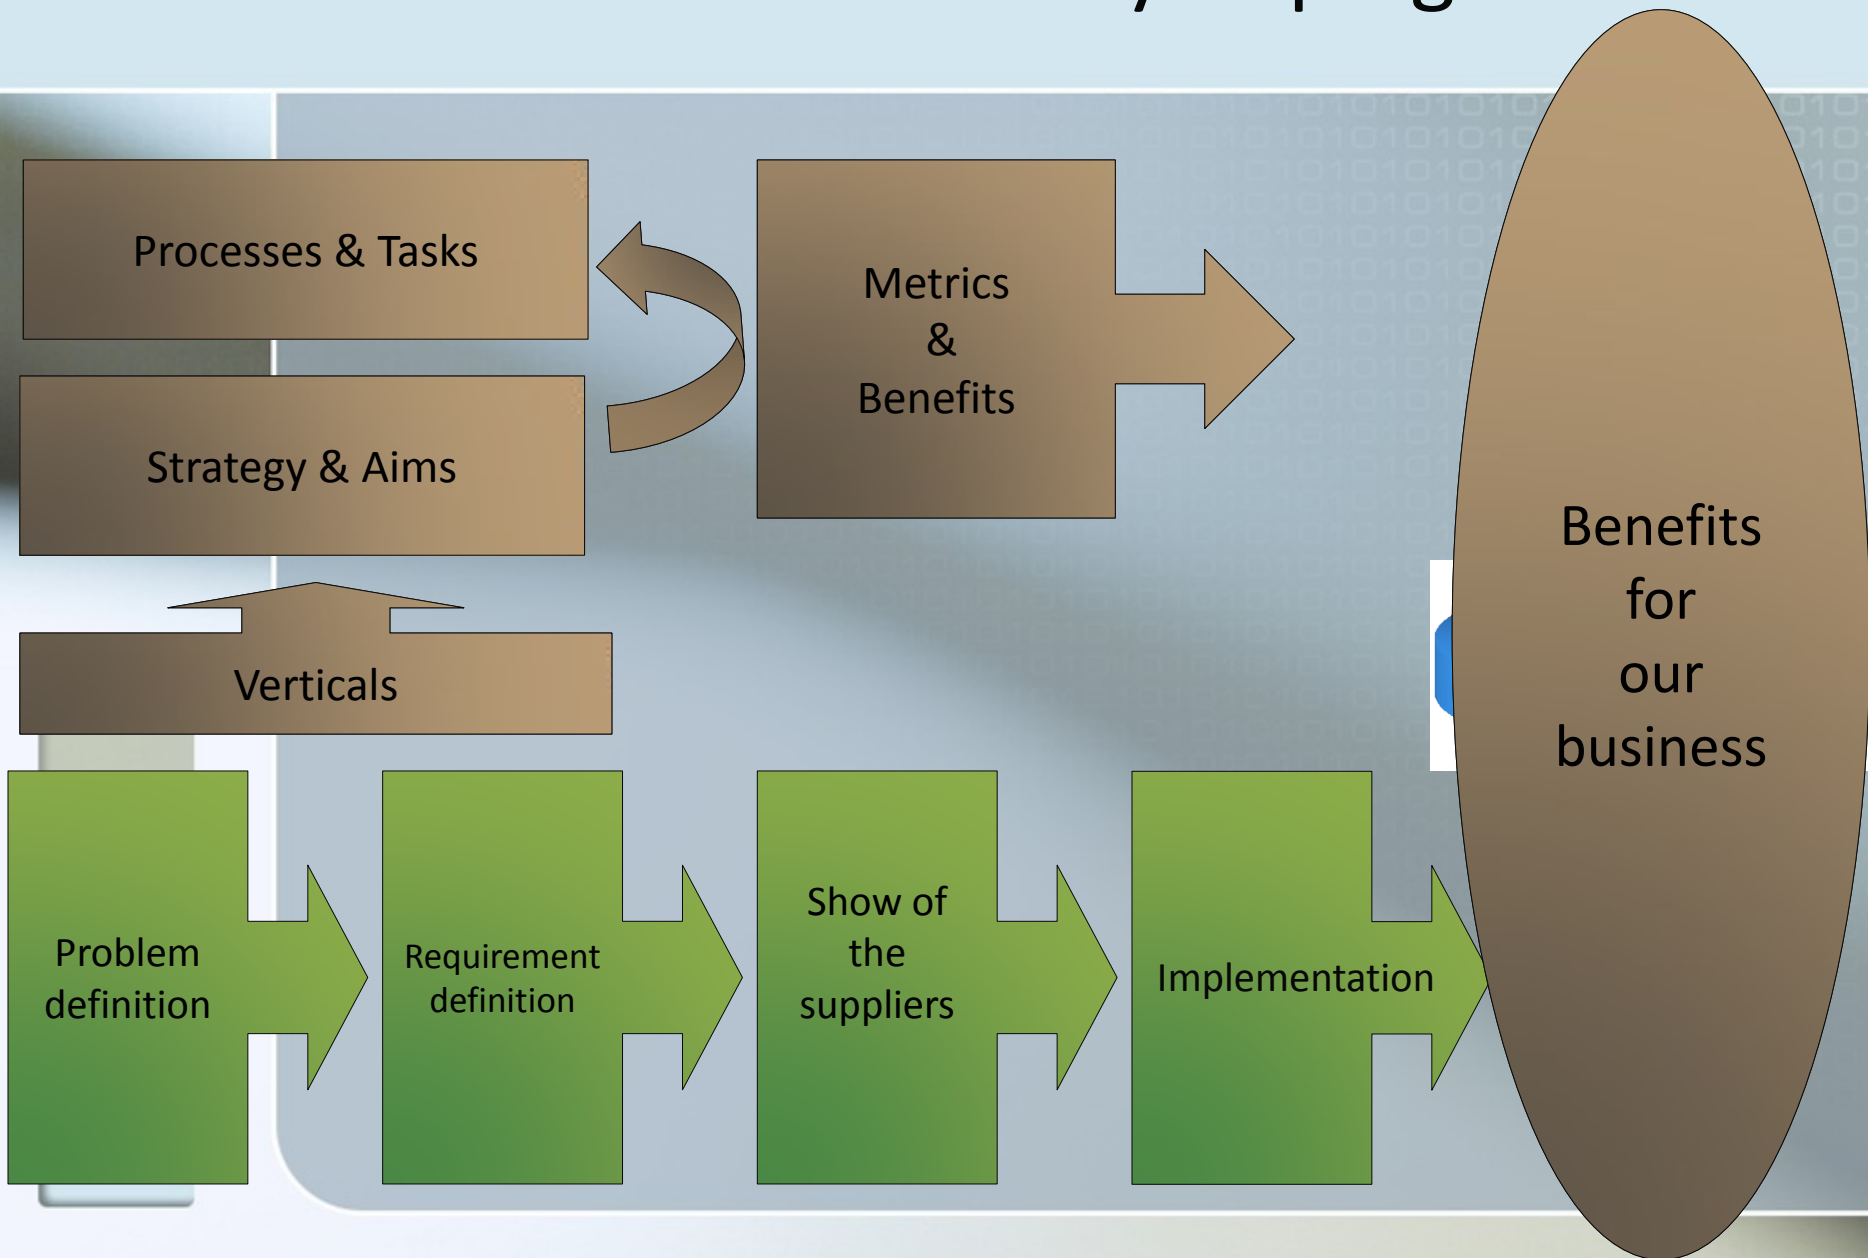 Processes & Tasks
Strategy & Aims
Verticals
Metrics
&
Benefits
Benefits
for
our
business
Problem
definition
Requirement
definition
Show of
the
suppliers
Implementation